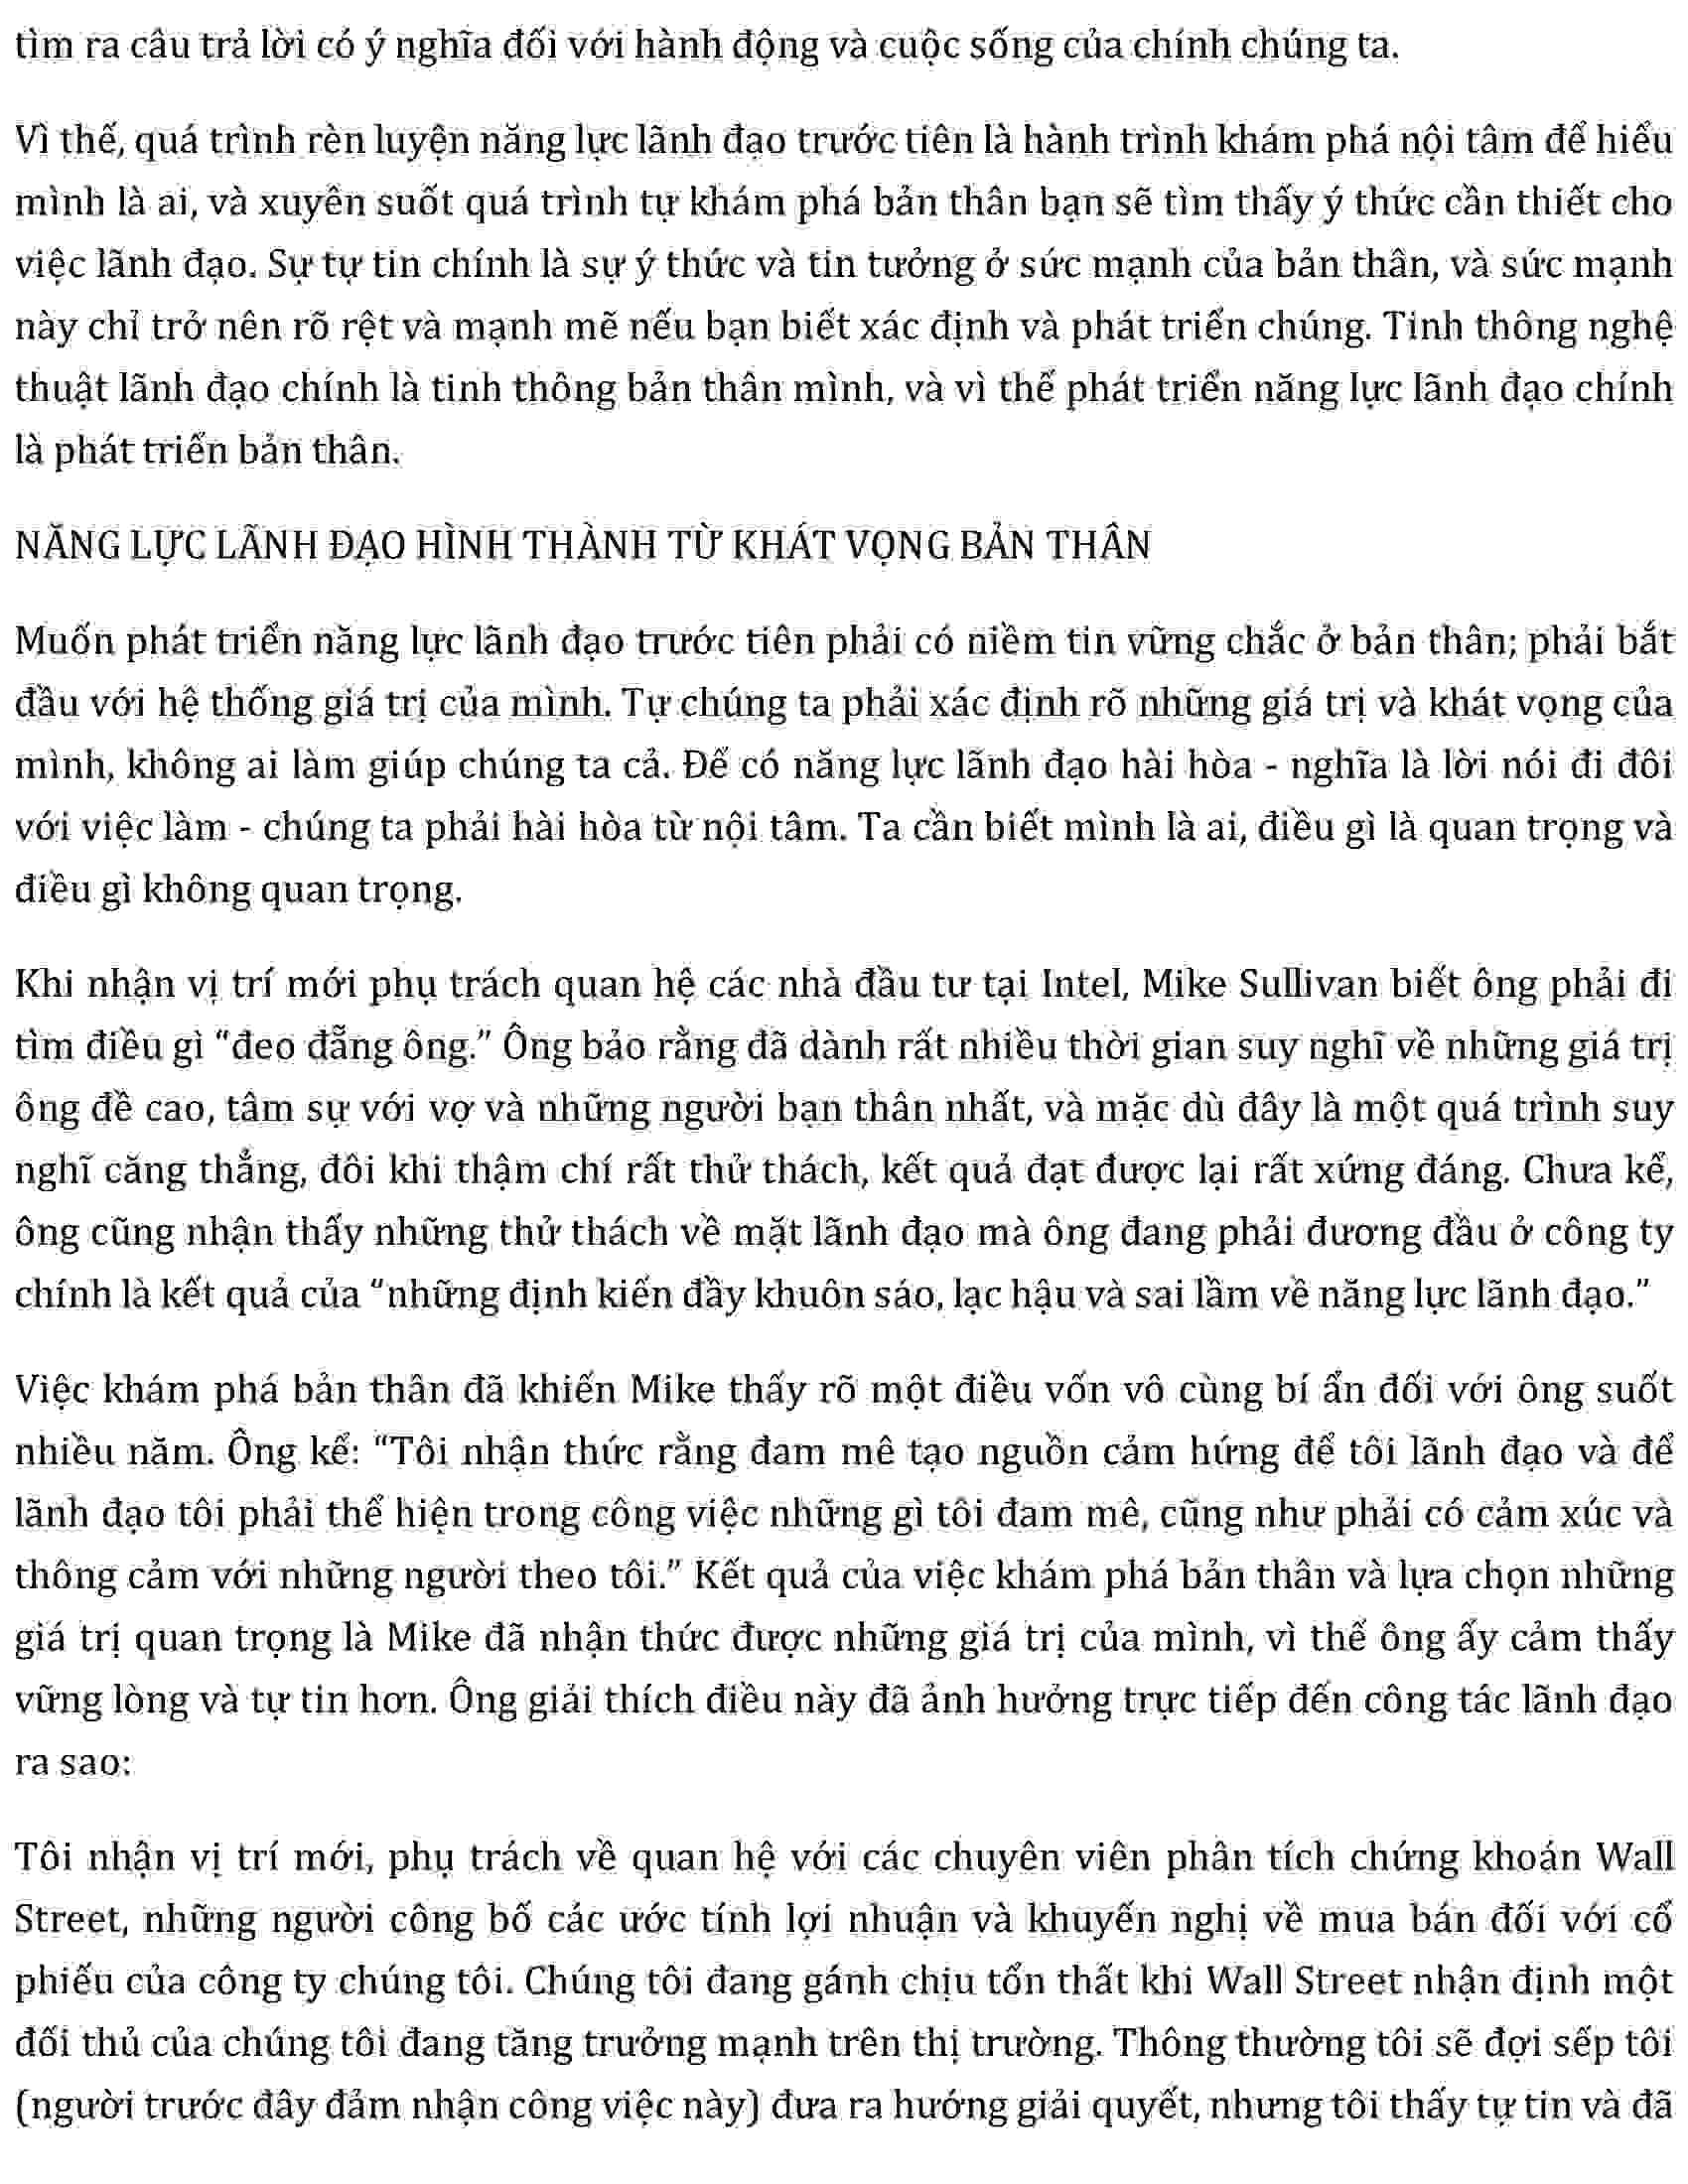 tìm ra câu trả lời có ý nghĩa đối với hành động và cuộc sống của chính chúng ta.
Vì thế, quá trình rèn luyện năng lực lãnh đạo trước tiên là hành trình khám phá nội tâm để hiểu
mình là ai, và xuyên suốt quá trình tự khám phá bản thân bạn sẽ tìm thấy ý thức cần thiết cho
việc lãnh đạo. Sự tự tin chính là sự ý thức và tin tưởng ở sức mạnh của bản thân, và sức mạnh
này chỉ trở nên rõ rệt và mạnh mẽ nếu bạn biết xác định và phát triển chúng. Tinh thông nghệ
thuật lãnh đạo chính là tinh thông bản thân mình, và vì thế phát triển năng lực lãnh đạo chính
là phát triển bản thân.
NĂNG LỰC LÃNH ĐẠO HÌNH THÀNH TỪ KHÁT VỌNG BẢN THÂN
Muốn phát triển năng lực lãnh đạo trước tiên phải có niềm tin vững chắc ở bản thân; phải bắt
đầu với hệ thống giá trị của mình. Tự chúng ta phải xác định rõ những giá trị và khát vọng của
mình, không ai làm giúp chúng ta cả. Để có năng lực lãnh đạo hài hòa - nghĩa là lời nói đi đôi
với việc làm - chúng ta phải hài hòa từ nội tâm. Ta cần biết mình là ai, điều gì là quan trọng và
điều gì không quan trọng.
Khi nhận vị trí mới phụ trách quan hệ các nhà đầu tư tại Intel, Mike Sullivan biết ông phải đi
tìm điều gì “đeo đẵng ông.” Ông bảo rằng đã dành rất nhiều thời gian suy nghĩ về những giá trị
ông đề cao, tâm sự với vợ và những người bạn thân nhất, và mặc dù đây là một quá trình suy
nghĩ căng thẳng, đôi khi thậm chí rất thử thách, kết quả đạt được lại rất xứng đáng. Chưa kể,
ông cũng nhận thấy những thử thách về mặt lãnh đạo mà ông đang phải đương đầu ở công ty
chính là kết quả của “những định kiến đầy khuôn sáo, lạc hậu và sai lầm về năng lực lãnh đạo.”
Việc khám phá bản thân đã khiến Mike thấy rõ một điều vốn vô cùng bí ẩn đối với ông suốt
nhiều năm. Ông kể: “Tôi nhận thức rằng đam mê tạo nguồn cảm hứng để tôi lãnh đạo và để
lãnh đạo tôi phải thể hiện trong công việc những gì tôi đam mê, cũng như phải có cảm xúc và
thông cảm với những người theo tôi.” Kết quả của việc khám phá bản thân và lựa chọn những
giá trị quan trọng là Mike đã nhận thức được những giá trị của mình, vì thế ông ấy cảm thấy
vững lòng và tự tin hơn. Ông giải thích điều này đã ảnh hưởng trực tiếp đến công tác lãnh đạo
ra sao:
Tôi nhận vị trí mới, phụ trách về quan hệ với các chuyên viên phân tích chứng khoán Wall
Street, những người công bố các ước tính lợi nhuận và khuyến nghị về mua bán đối với cổ
phiếu của công ty chúng tôi. Chúng tôi đang gánh chịu tổn thất khi Wall Street nhận định một
đối thủ của chúng tôi đang tăng trưởng mạnh trên thị trường. Thông thường tôi sẽ đợi sếp tôi
(người trước đây đảm nhận công việc này) đưa ra hướng giải quyết, nhưng tôi thấy tự tin và đã